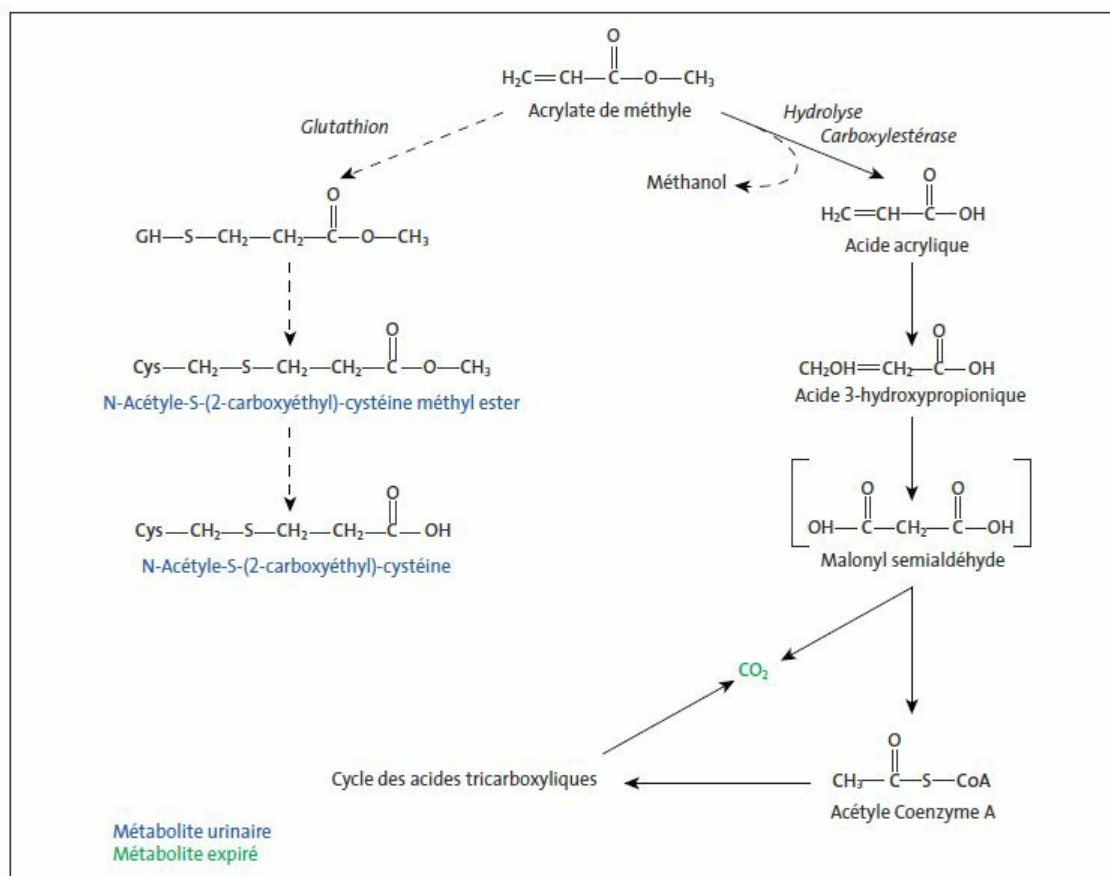 O
H₂C=CH—C—O—CH₃
Acrylate de méthyle
Glutathion
Hydrolyse
Carboxylestérase
Méthanol
O
GH—S—CH₂—CH₂—C—O—CH₃
O
H₂C=CH—C—OH
Acide acrylique
O
Cys—CH₂—S—CH₂—CH₂—C—O—CH₃
N-Acétyle-S-(2-carboxyéthyl)-cystéine méthyl ester
O
CH₂OH=CH₂—C—OH
Acide 3-hydroxypropionique
O
Cys—CH₂—S—CH₂—CH₂—C—OH
N-Acétyle-S-(2-carboxyéthyl)-cystéine
O O
OH—C—CH₂—C—OH
Malonyl semialdéhyde
CO₂
Cycle des acides tricarboxyliques
O
CH₃—C—S—CoA
Acétyle Coenzyme A
Métabolite urinaire
Métabolite expiré